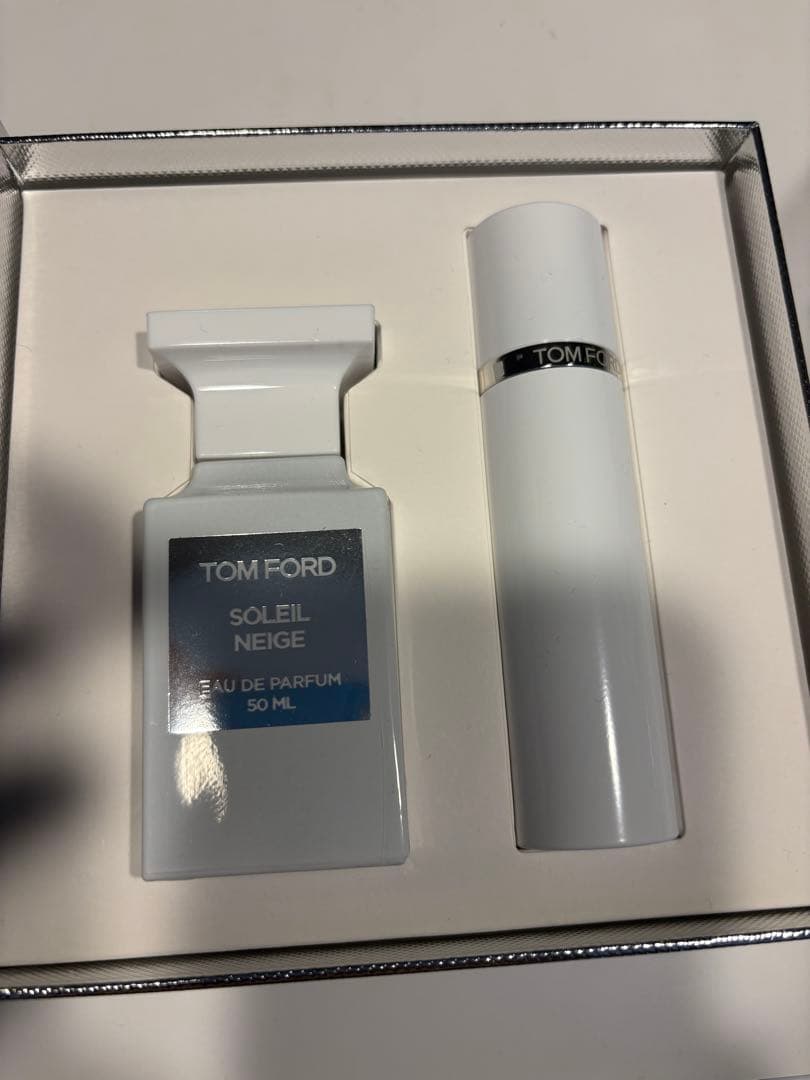 TOM FORD
SOLEIL
NEIGE
EAU DE PARFUM
50 ML
TOM FORD